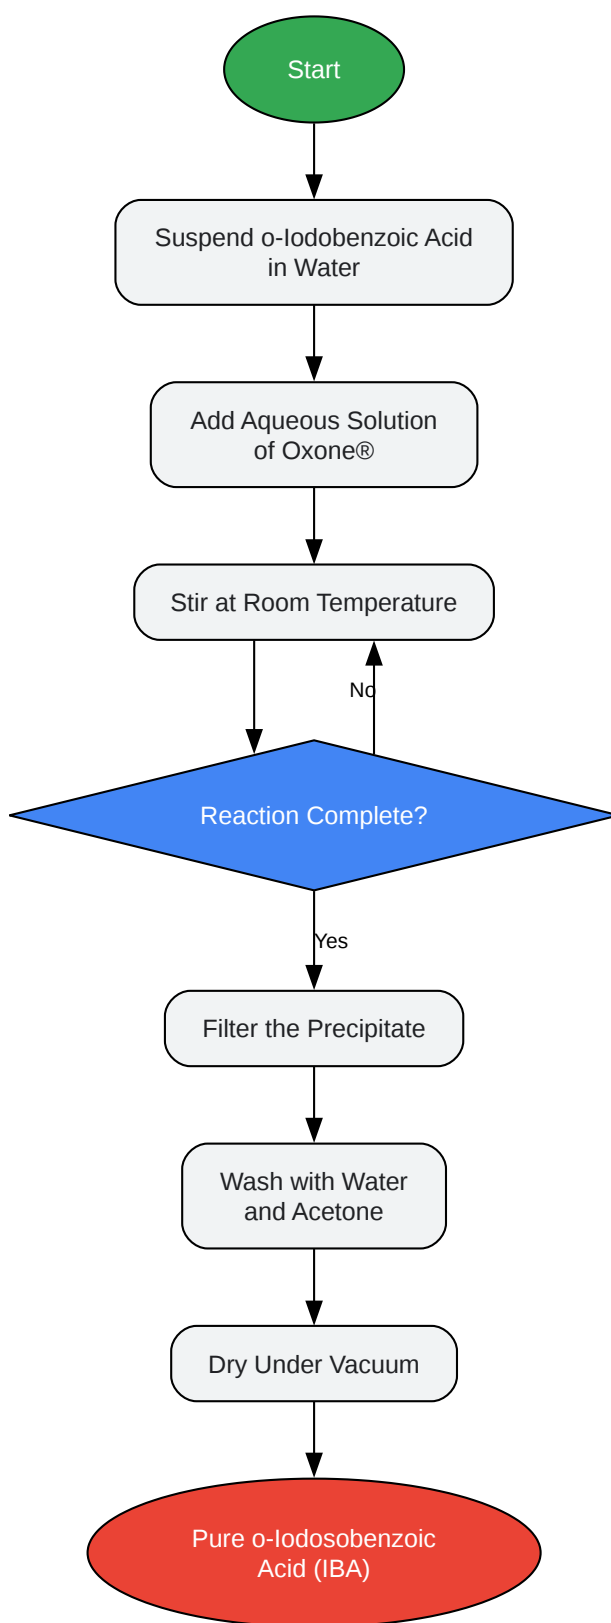 Start
Suspend o-Iodobenzoic Acid
in Water
Add Aqueous Solution
of Oxone®
Stir at Room Temperature
No
Reaction Complete?
Yes
Filter the Precipitate
Wash with Water
and Acetone
Dry Under Vacuum
Pure o-Iodosobenzoic
Acid (IBA)